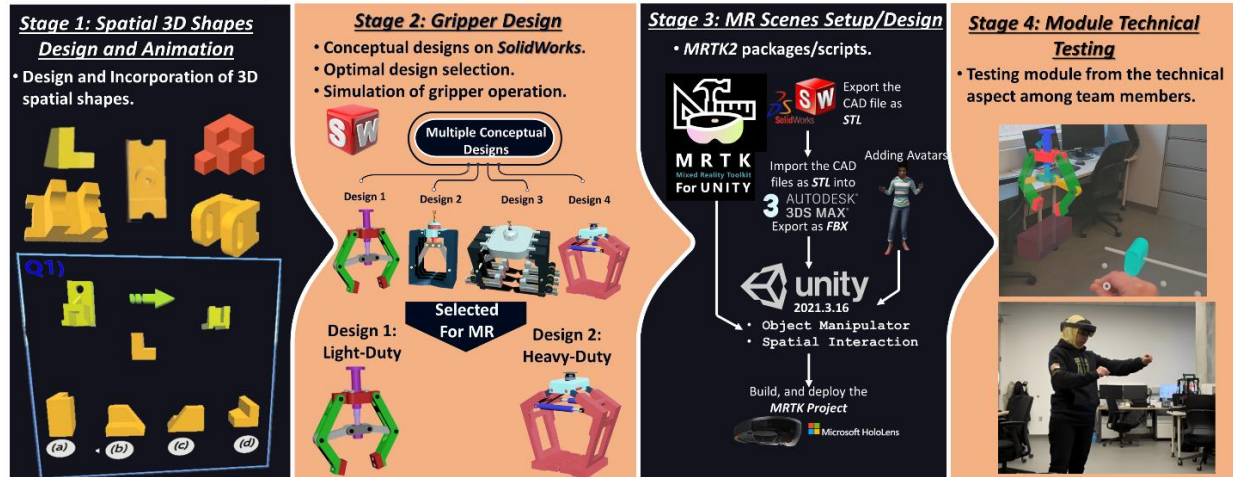 Stage 1: Spatial 3D Shapes
Design and Animation
• Design and Incorporation of 3D
spatial shapes.
Q1)
(a)
(b)
(c)
(d)
Stage 2: Gripper Design
• Conceptual designs on SolidWorks.
• Optimal design selection.
• Simulation of gripper operation.
SW
Multiple Conceptual
Designs
Design 1
Design 2
Design 3
Design 4
Selected
For MR
Design 1:
Light-Duty
Design 2:
Heavy-Duty
Stage 3: MR Scenes Setup/Design
• MRTK2 packages/scripts.
MRTK
Mixed Reality Toolkit
For UNITY
SolidWorks
SW
Export the
CAD file as
STL
Import the CAD
files as STL into
3 AUTODESK®
3DS MAX®
Export as FBX
Adding Avatars
unity
2021.3.16
• Object Manipulator
• Spatial Interaction
Build, and deploy the
MRTK Project
Microsoft HoloLens
Stage 4: Module Technical
Testing
• Testing module from the technical
aspect among team members.